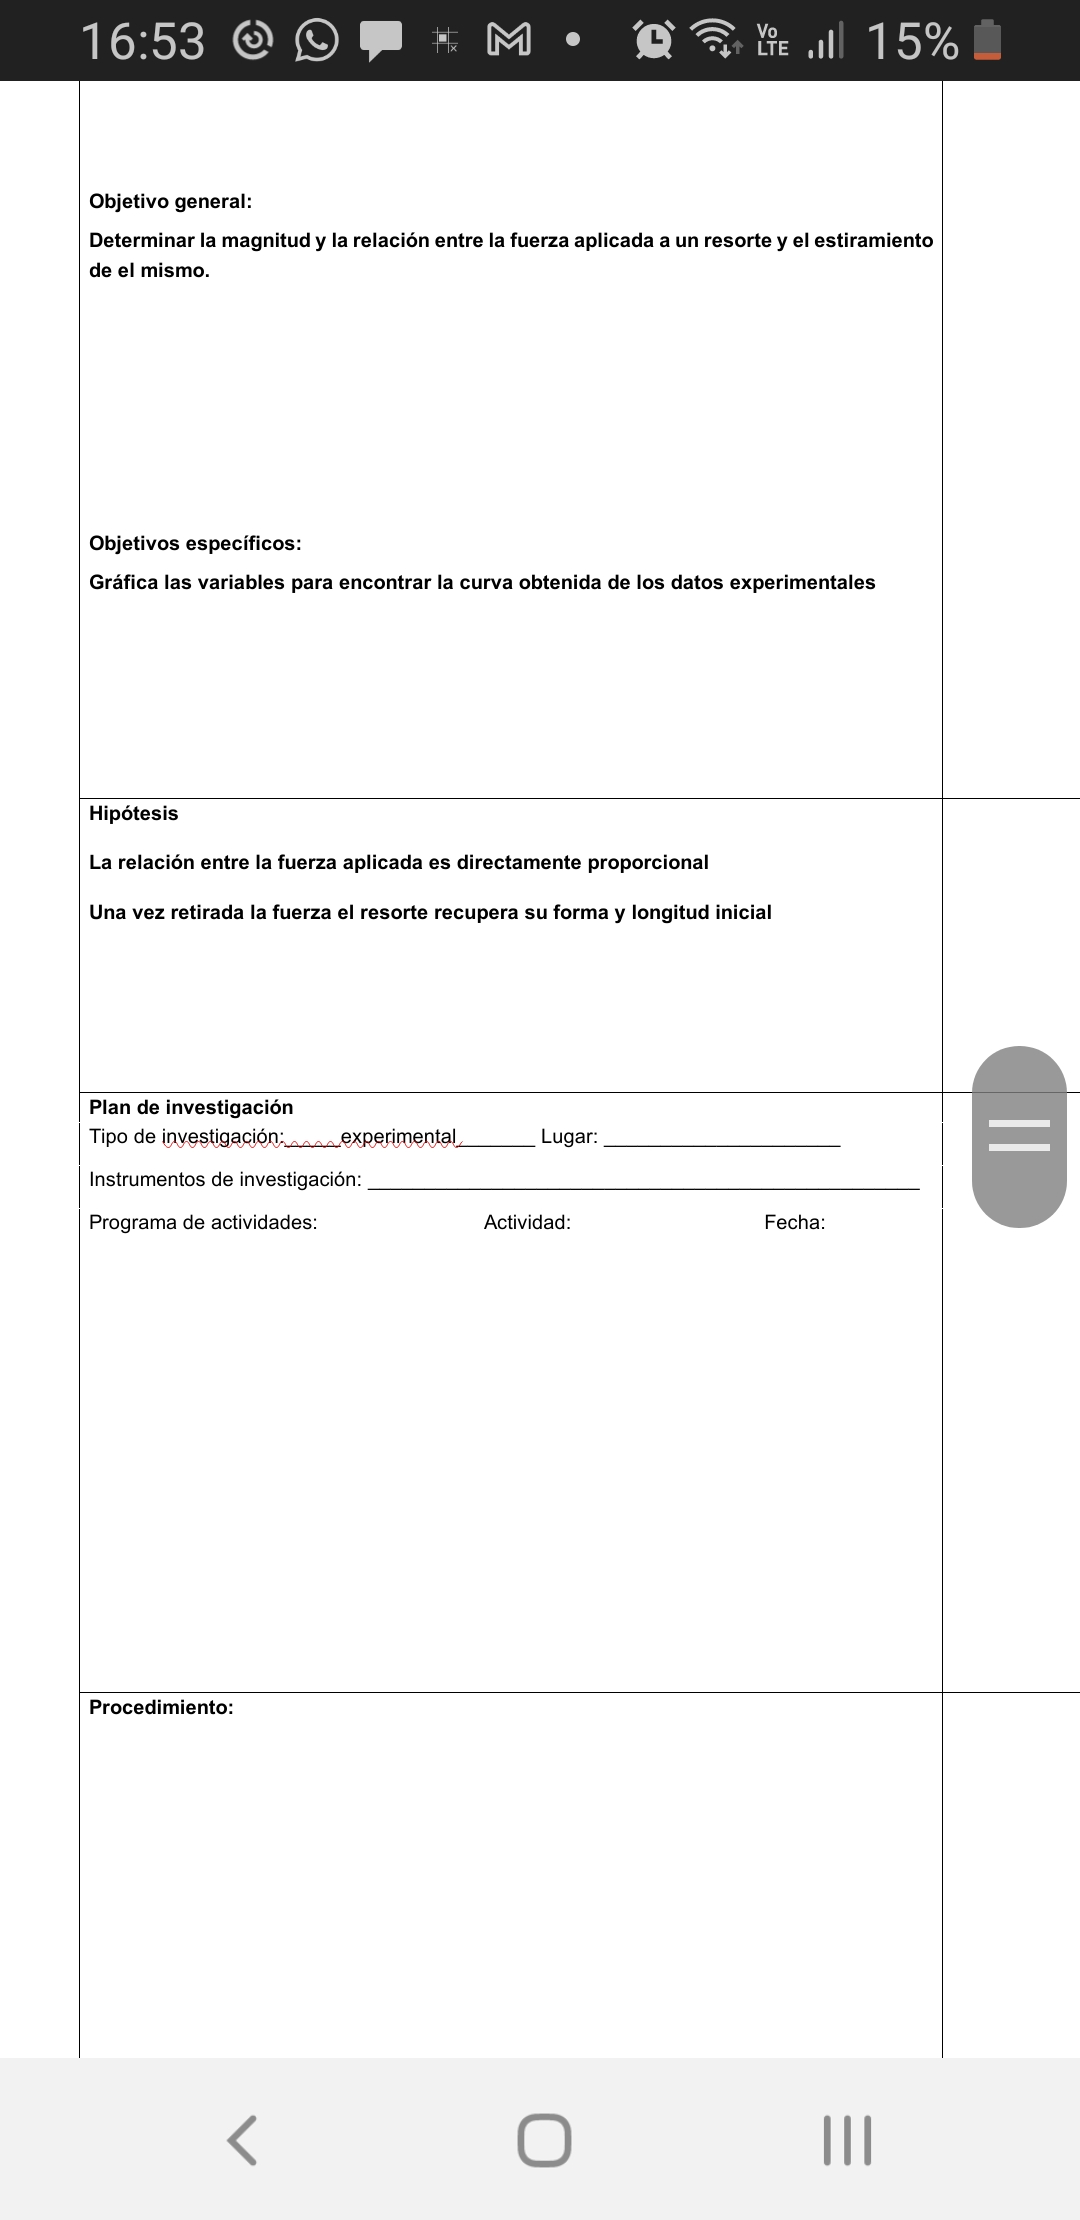 16:53 Vo LTE 15%
Objetivo general:
Determinar la magnitud y la relación entre la fuerza aplicada a un resorte y el estiramiento
de el mismo.
Objetivos específicos:
Gráfica las variables para encontrar la curva obtenida de los datos experimentales
Hipótesis
La relación entre la fuerza aplicada es directamente proporcional
Una vez retirada la fuerza el resorte recupera su forma y longitud inicial
Plan de investigación
Tipo de investigación:_____experimental_______ Lugar: _____________________
Instrumentos de investigación: __________________________________________________
Programa de actividades: Actividad: Fecha:
Procedimiento: